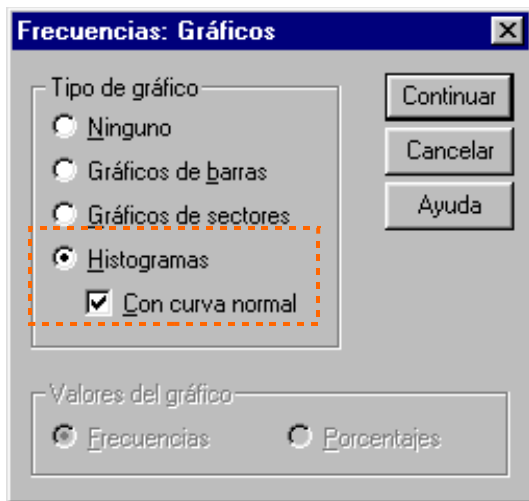 Frecuencias: Gráficos
Tipo de gráfico
Ninguno
Gráficos de barras
Gráficos de sectores
Histogramas
Con curva normal
Continuar
Cancelar
Ayuda
Valores del gráfico
Frecuencias
Porcentajes